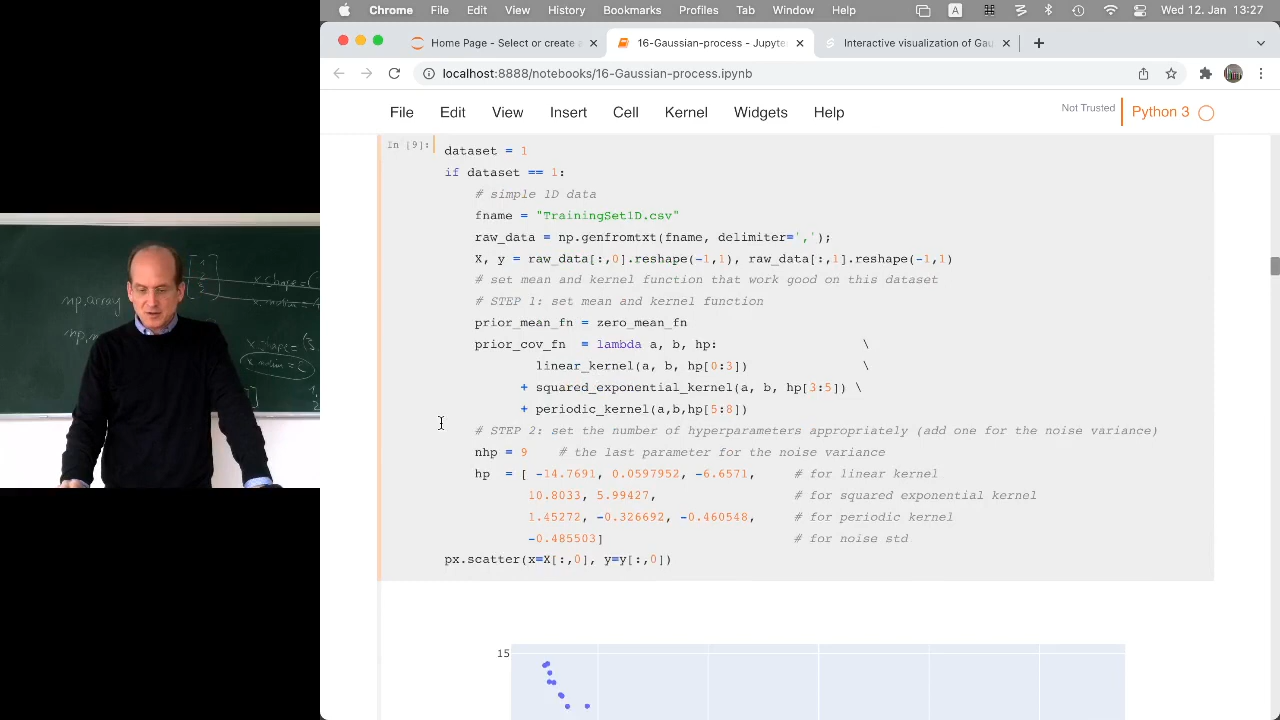 Chrome File Edit View History Bookmarks Profiles Tab Window Help A Wed 12. Jan 13:27
Home Page - Select or create a 16-Gaussian-process - Jupyte Interactive visualization of Gau
localhost:8888/notebooks/16-Gaussian-process.ipynb
File Edit View Insert Cell Kernel Widgets Help Not Trusted Python 3
In [9]:
dataset = 1
if dataset == 1:
# simple 1D data
fname = "TrainingSet1D.csv"
raw_data = np.genfromtxt(fname, delimiter=',');
X, y = raw_data[:,0].reshape(-1,1), raw_data[:,1].reshape(-1,1)
# set mean and kernel function that work good on this dataset
# STEP 1: set mean and kernel function
prior_mean_fn = zero_mean_fn
prior_cov_fn = lambda a, b, hp: \
linear_kernel(a, b, hp[0:3]) \
+ squared_exponential_kernel(a, b, hp[3:5]) \
+ periodic_kernel(a,b,hp[5:8])
# STEP 2: set the number of hyperparameters appropriately (add one for the noise variance)
nhp = 9 # the last parameter for the noise variance
hp = [ -14.7691, 0.0597952, -6.6571, # for linear kernel
10.8033, 5.99427, # for squared exponential kernel
1.45272, -0.326692, -0.460548, # for periodic kernel
-0.485503] # for noise std
px.scatter(x=X[:,0], y=y[:,0])
15
np.array
x.shape =